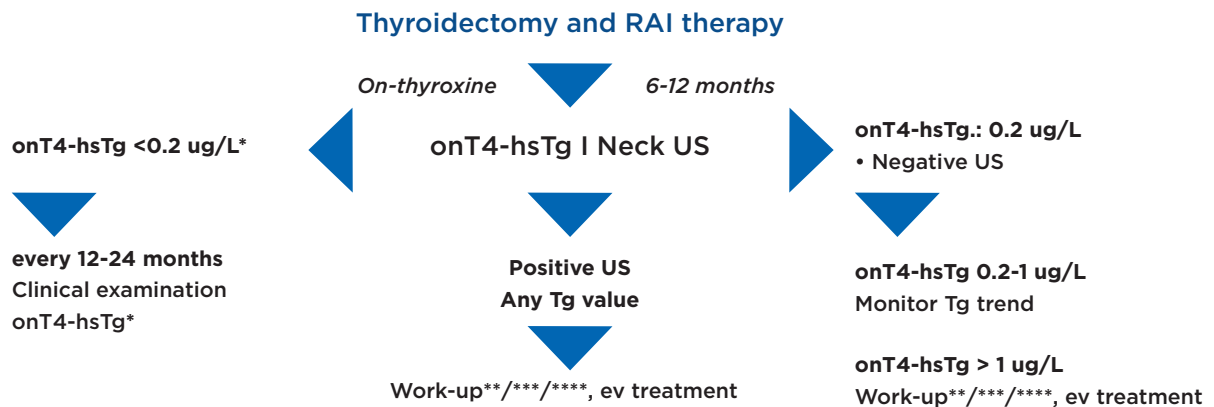 Thyroidectomy and RAI therapy
On-thyroxine
6-12 months
onT4-hsTg <0.2 ug/L*
onT4-hsTg I Neck US
onT4-hsTg.: 0.2 ug/L
• Negative US
every 12-24 months
Clinical examination
onT4-hsTg*
Positive US
Any Tg value
Work-up**/***/****, ev treatment
onT4-hsTg 0.2-1 ug/L
Monitor Tg trend
onT4-hsTg > 1 ug/L
Work-up**/***/****, ev treatment